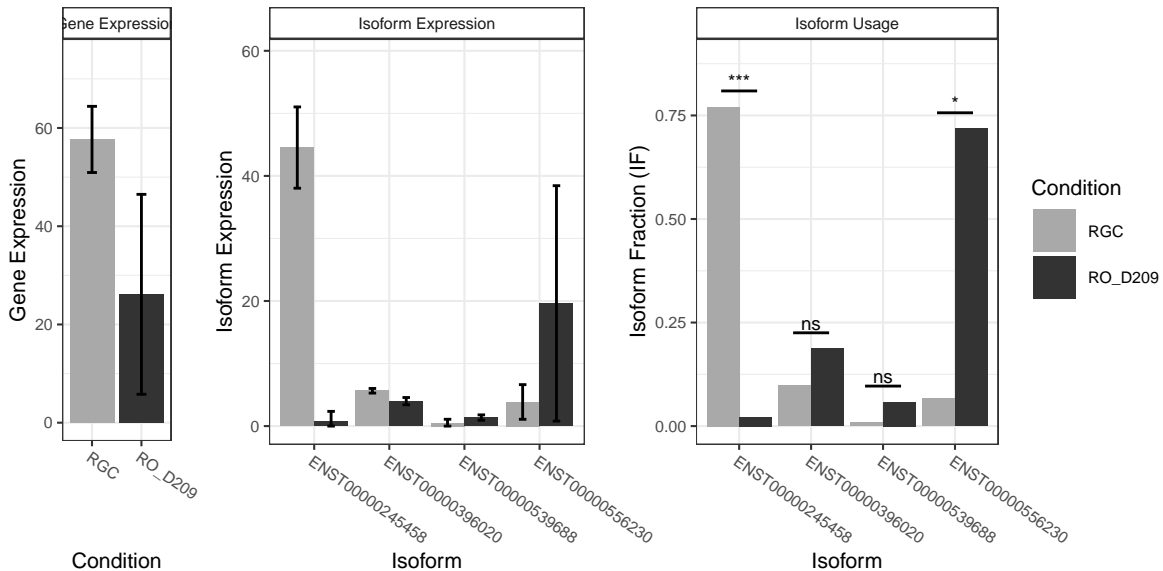 Gene Expression
Isoform Expression
Isoform Usage
Gene Expression
0
20
40
60
RGC
RO_D209
Condition
Isoform Expression
0
20
40
60
ENST00000245458
ENST00000396020
ENST00000539688
ENST00000556230
Isoform
Isoform Fraction (IF)
0.00
0.25
0.50
0.75
***
ns
ns
*
ENST00000245458
ENST00000396020
ENST00000539688
ENST00000556230
Isoform
Condition
RGC
RO_D209